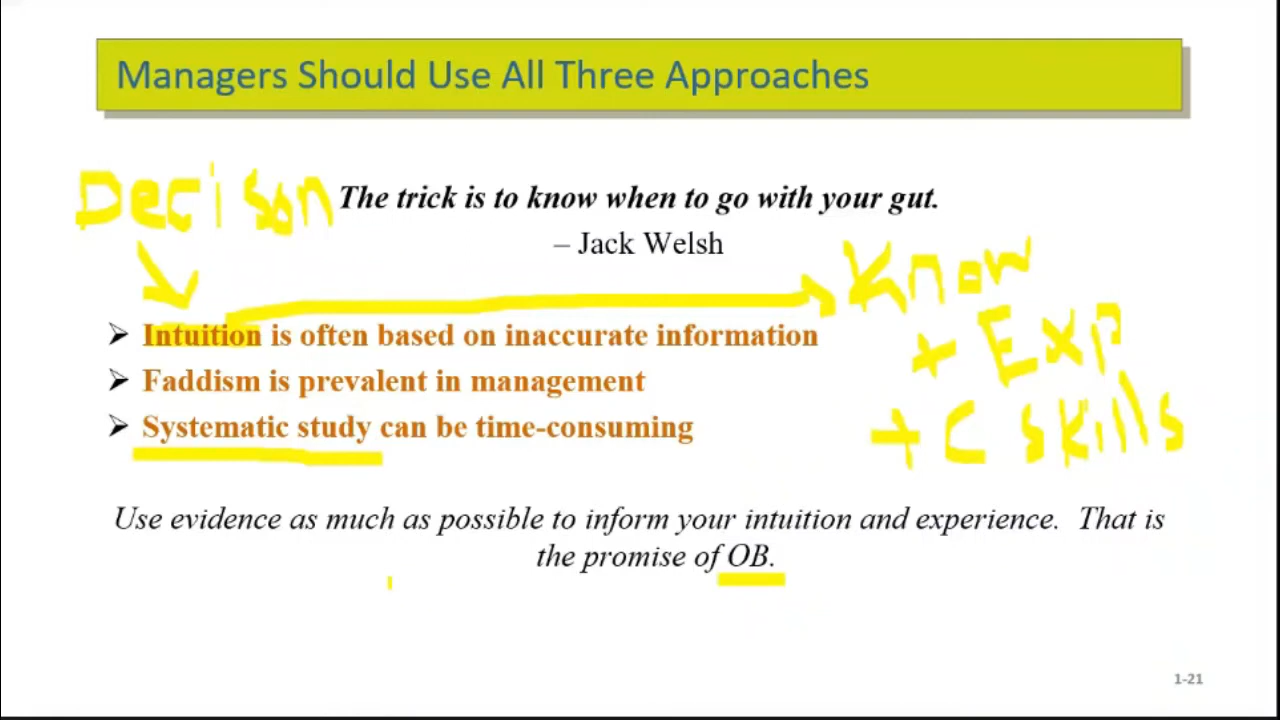 Managers Should Use All Three Approaches
Decison
The trick is to know when to go with your gut.
– Jack Welsh
Know
+ Exp
+ C skills
➢ Intuition is often based on inaccurate information
➢ Faddism is prevalent in management
➢ Systematic study can be time-consuming
Use evidence as much as possible to inform your intuition and experience. That is
the promise of OB.
1-21